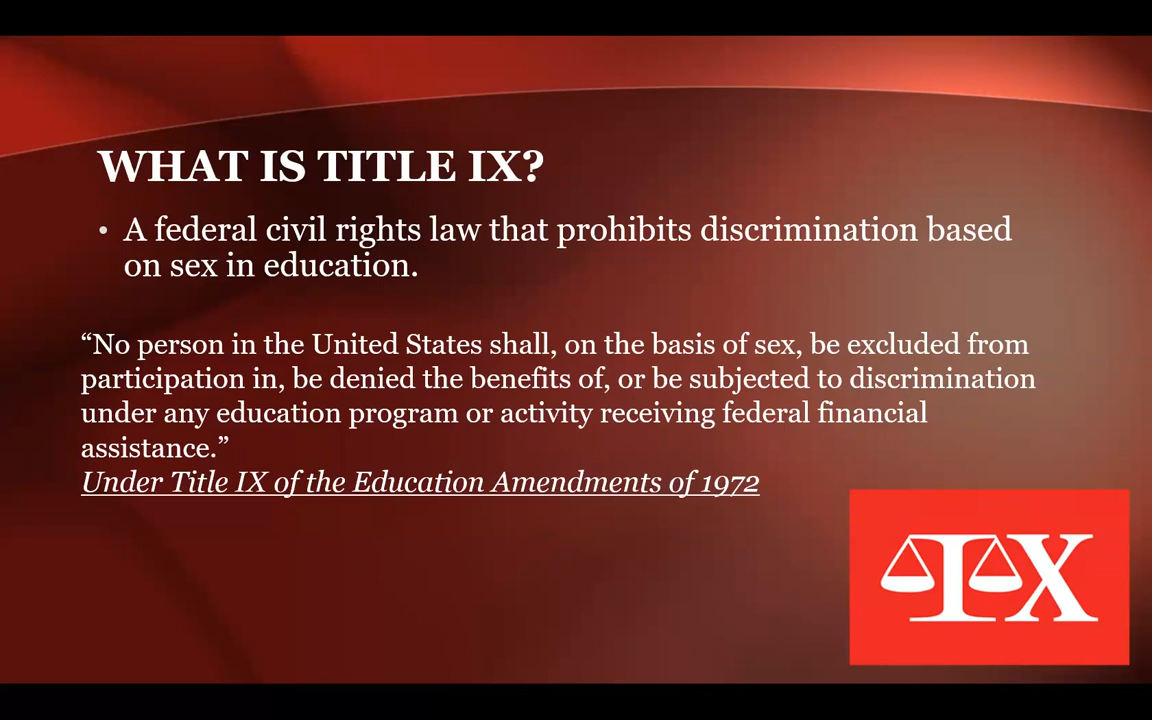 WHAT IS TITLE IX?
• A federal civil rights law that prohibits discrimination based
on sex in education.
“No person in the United States shall, on the basis of sex, be excluded from
participation in, be denied the benefits of, or be subjected to discrimination
under any education program or activity receiving federal financial
assistance.”
Under Title IX of the Education Amendments of 1972
IX